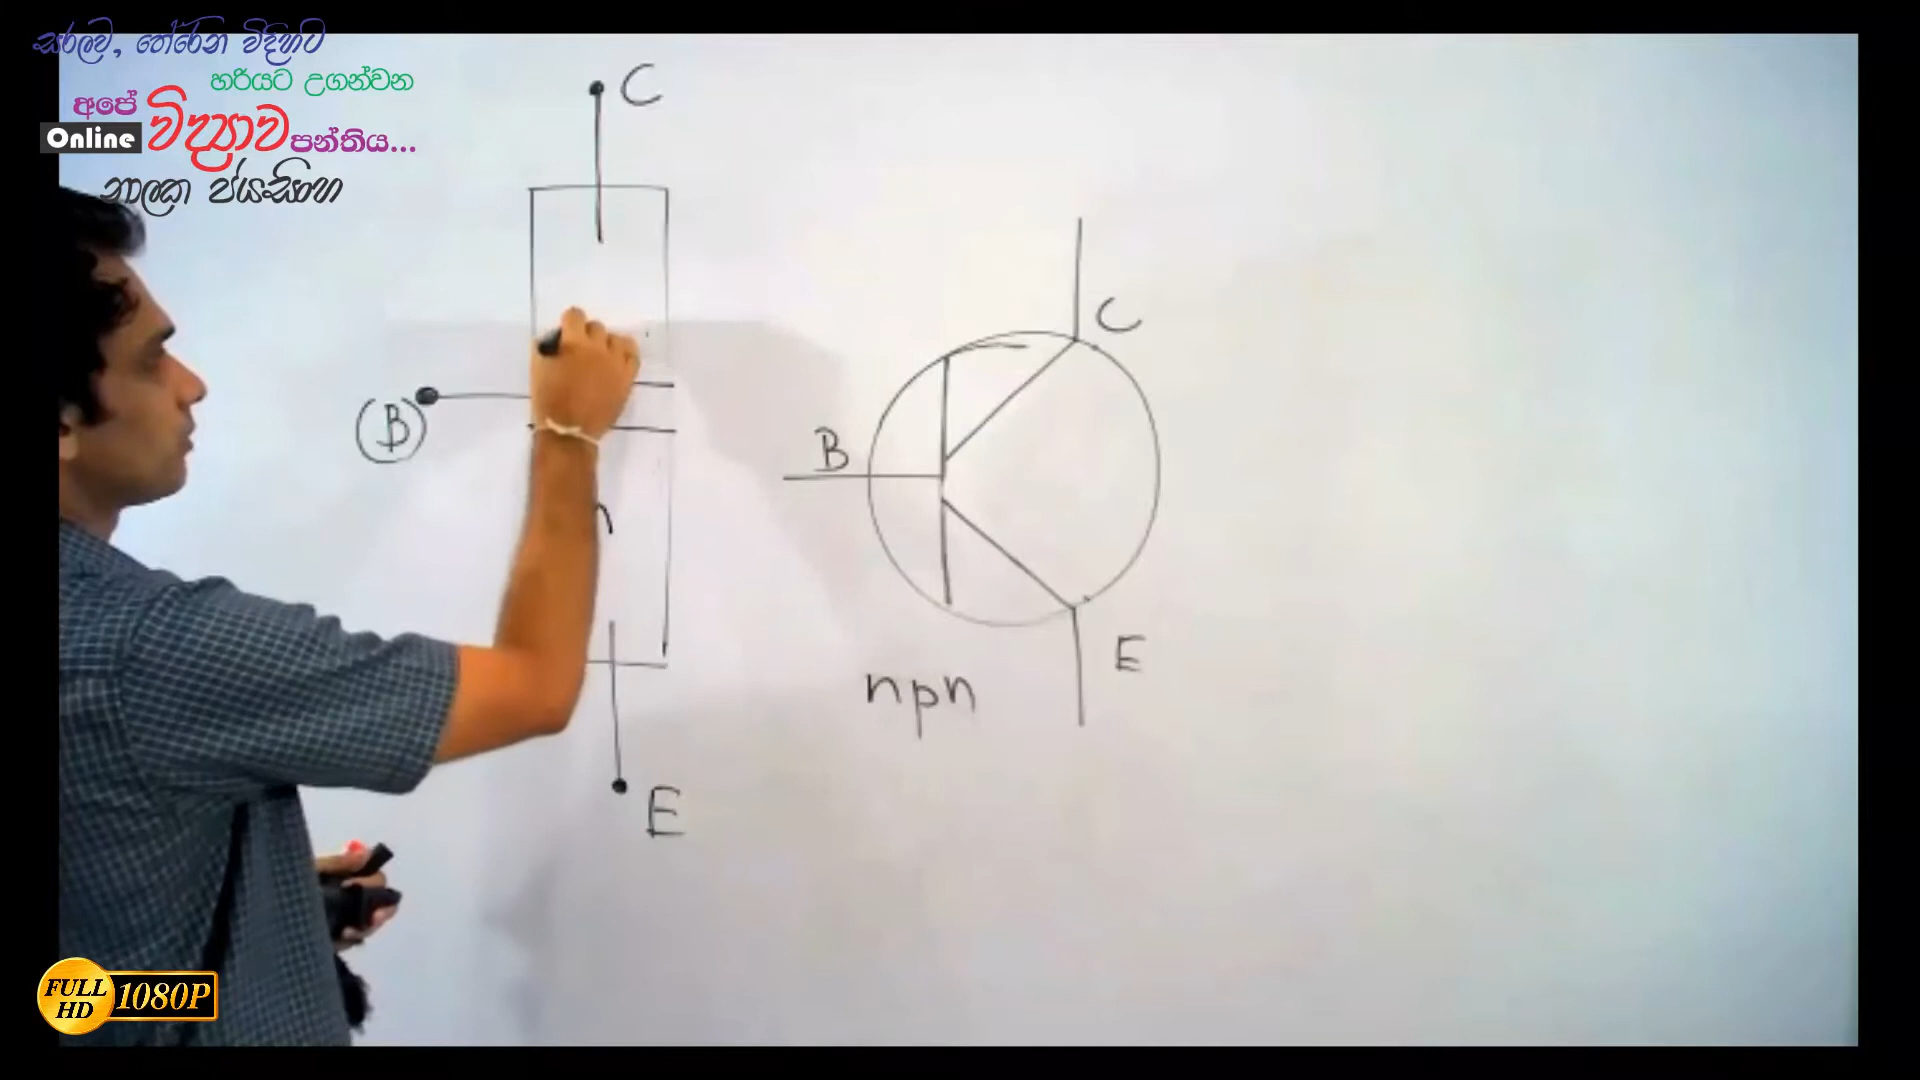 සරලව, තේරෙන විදිහට
හරියට උගන්වන
අපේ
Online විද්‍යාව පන්තිය...
නාලක ජයසිංහ
C
(B)
n
E
C
B
E
npn
FULL HD 1080P